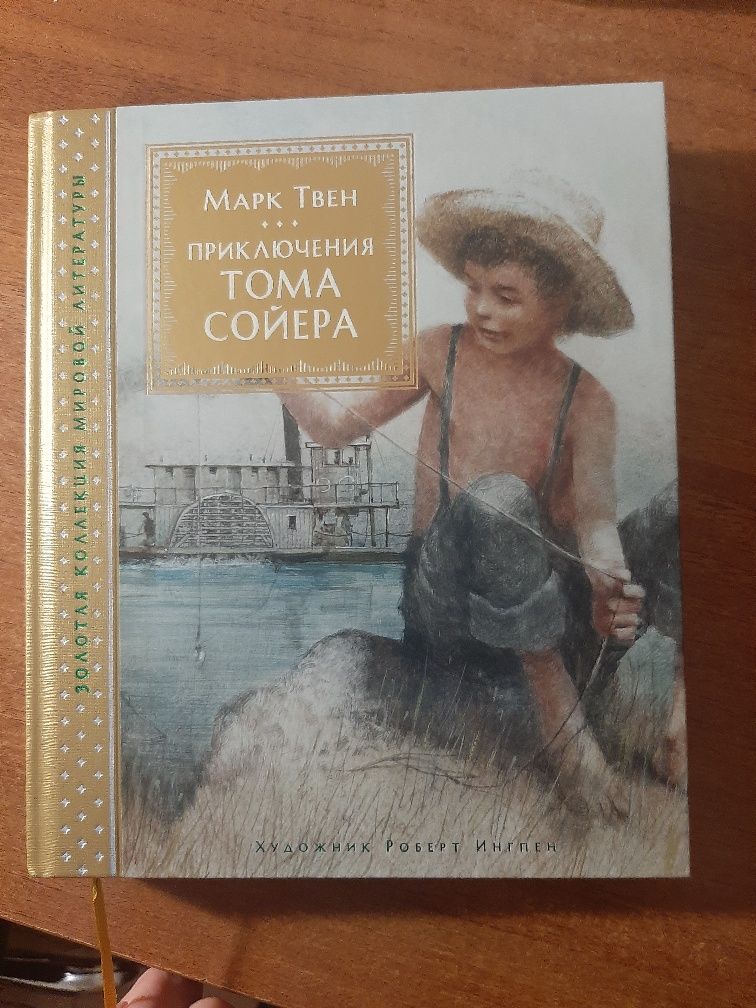 Марк Твен
приключения
ТОМА
СОЙЕРА
Художник Роберт Ингпен
ЗОЛОТАЯ КОЛЛЕКЦИЯ МИРОВОЙ ЛИТЕРАТУРЫ